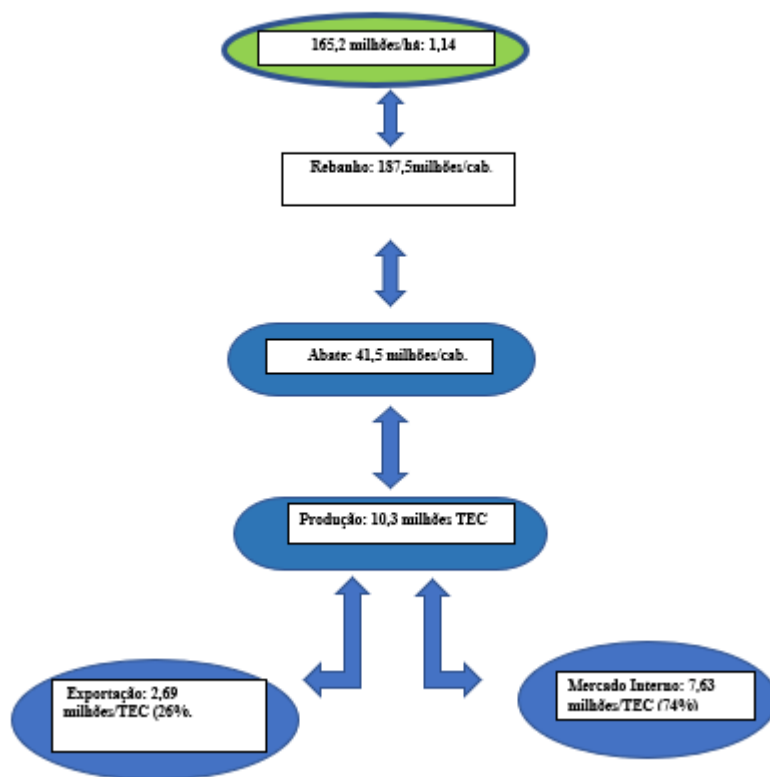 165,2 milhões/há: 1,14
Rebanho: 187,5milhões/cab.
Abate: 41,5 milhões/cab.
Produção: 10,3 milhões TEC
Exportação: 2,69
milhões/TEC (26%.
Mercado Interno: 7,63
milhões/TEC (74%)